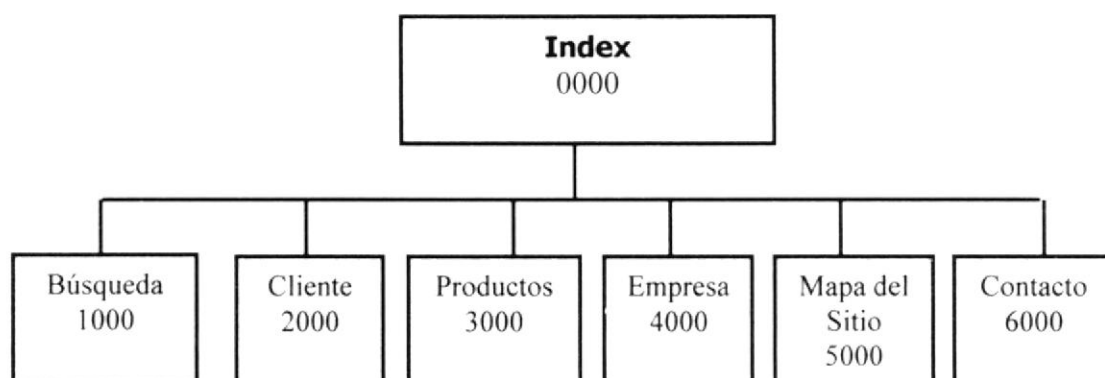 Index
0000
Búsqueda
1000
Cliente
2000
Productos
3000
Empresa
4000
Mapa del
Sitio
5000
Contacto
6000